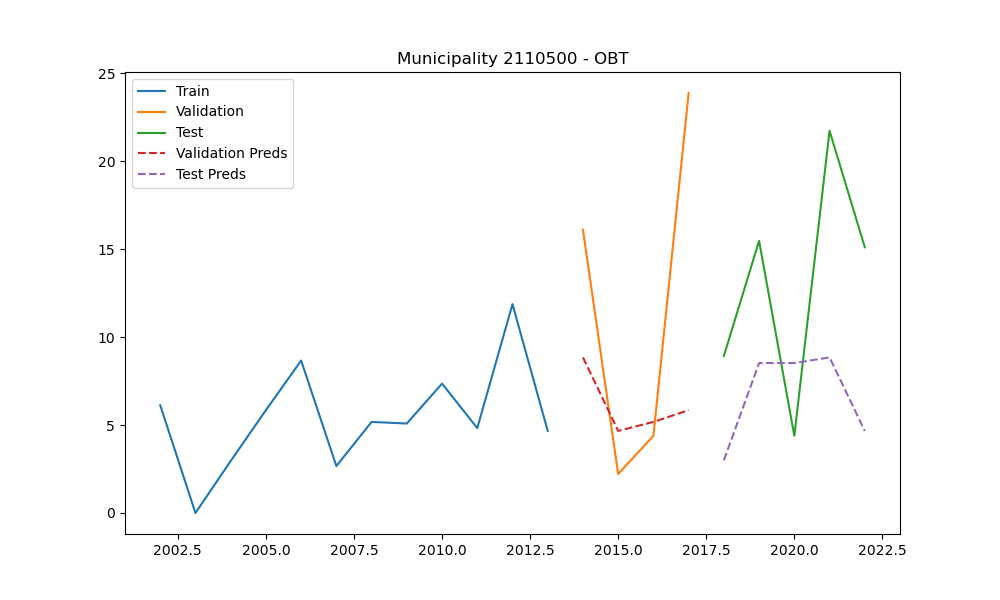 Municipality 2110500 - OBT
25
20
15
10
5
0
Train
Validation
Test
Validation Preds
Test Preds
2002.5 2005.0 2007.5 2010.0 2012.5 2015.0 2017.5 2020.0 2022.5